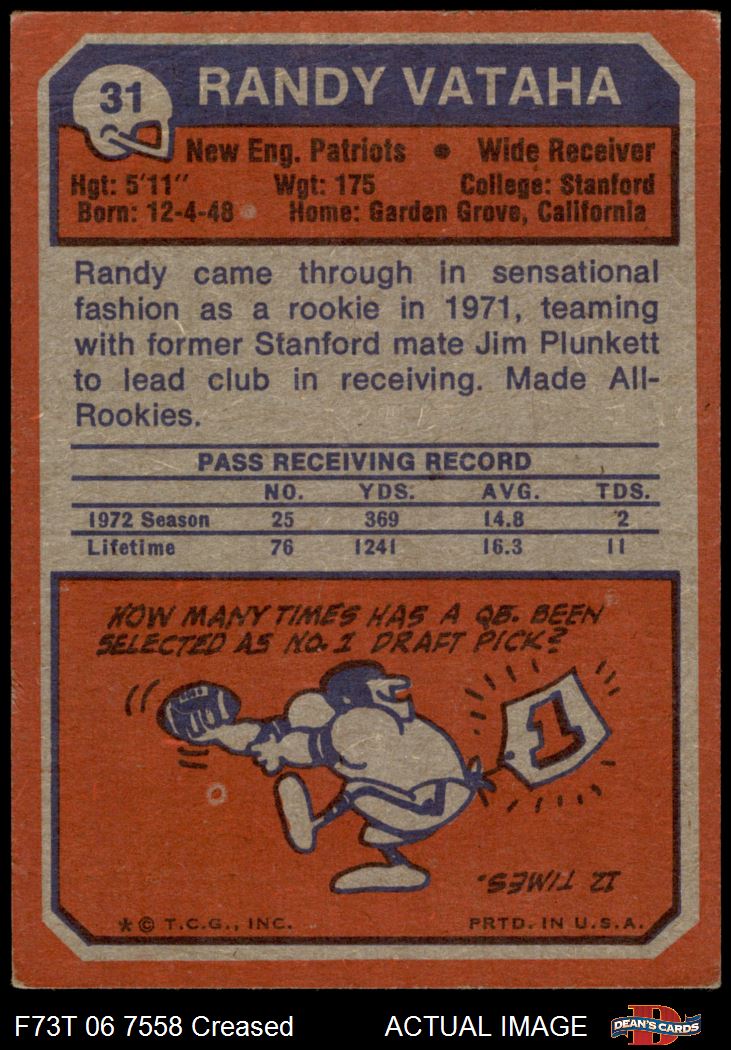 31
RANDY VATAHA
New Eng. Patriots • Wide Receiver
Hgt: 5'11" Wgt: 175 College: Stanford
Born: 12-4-48 Home: Garden Grove, California
Randy came through in sensational
fashion as a rookie in 1971, teaming
with former Stanford mate Jim Plunkett
to lead club in receiving. Made All-
Rookies.
PASS RECEIVING RECORD
NO. YDS. AVG. TDS.
1972 Season 25 369 14.8 2
Lifetime 76 1241 16.3 11
HOW MANY TIMES HAS A QB. BEEN
SELECTED AS NO. 1 DRAFT PICK?
1
12 TIMES.
* © T.C.G., INC. PRTD. IN U.S.A.
F73T 06 7558 Creased ACTUAL IMAGE DEAN'S CARDS